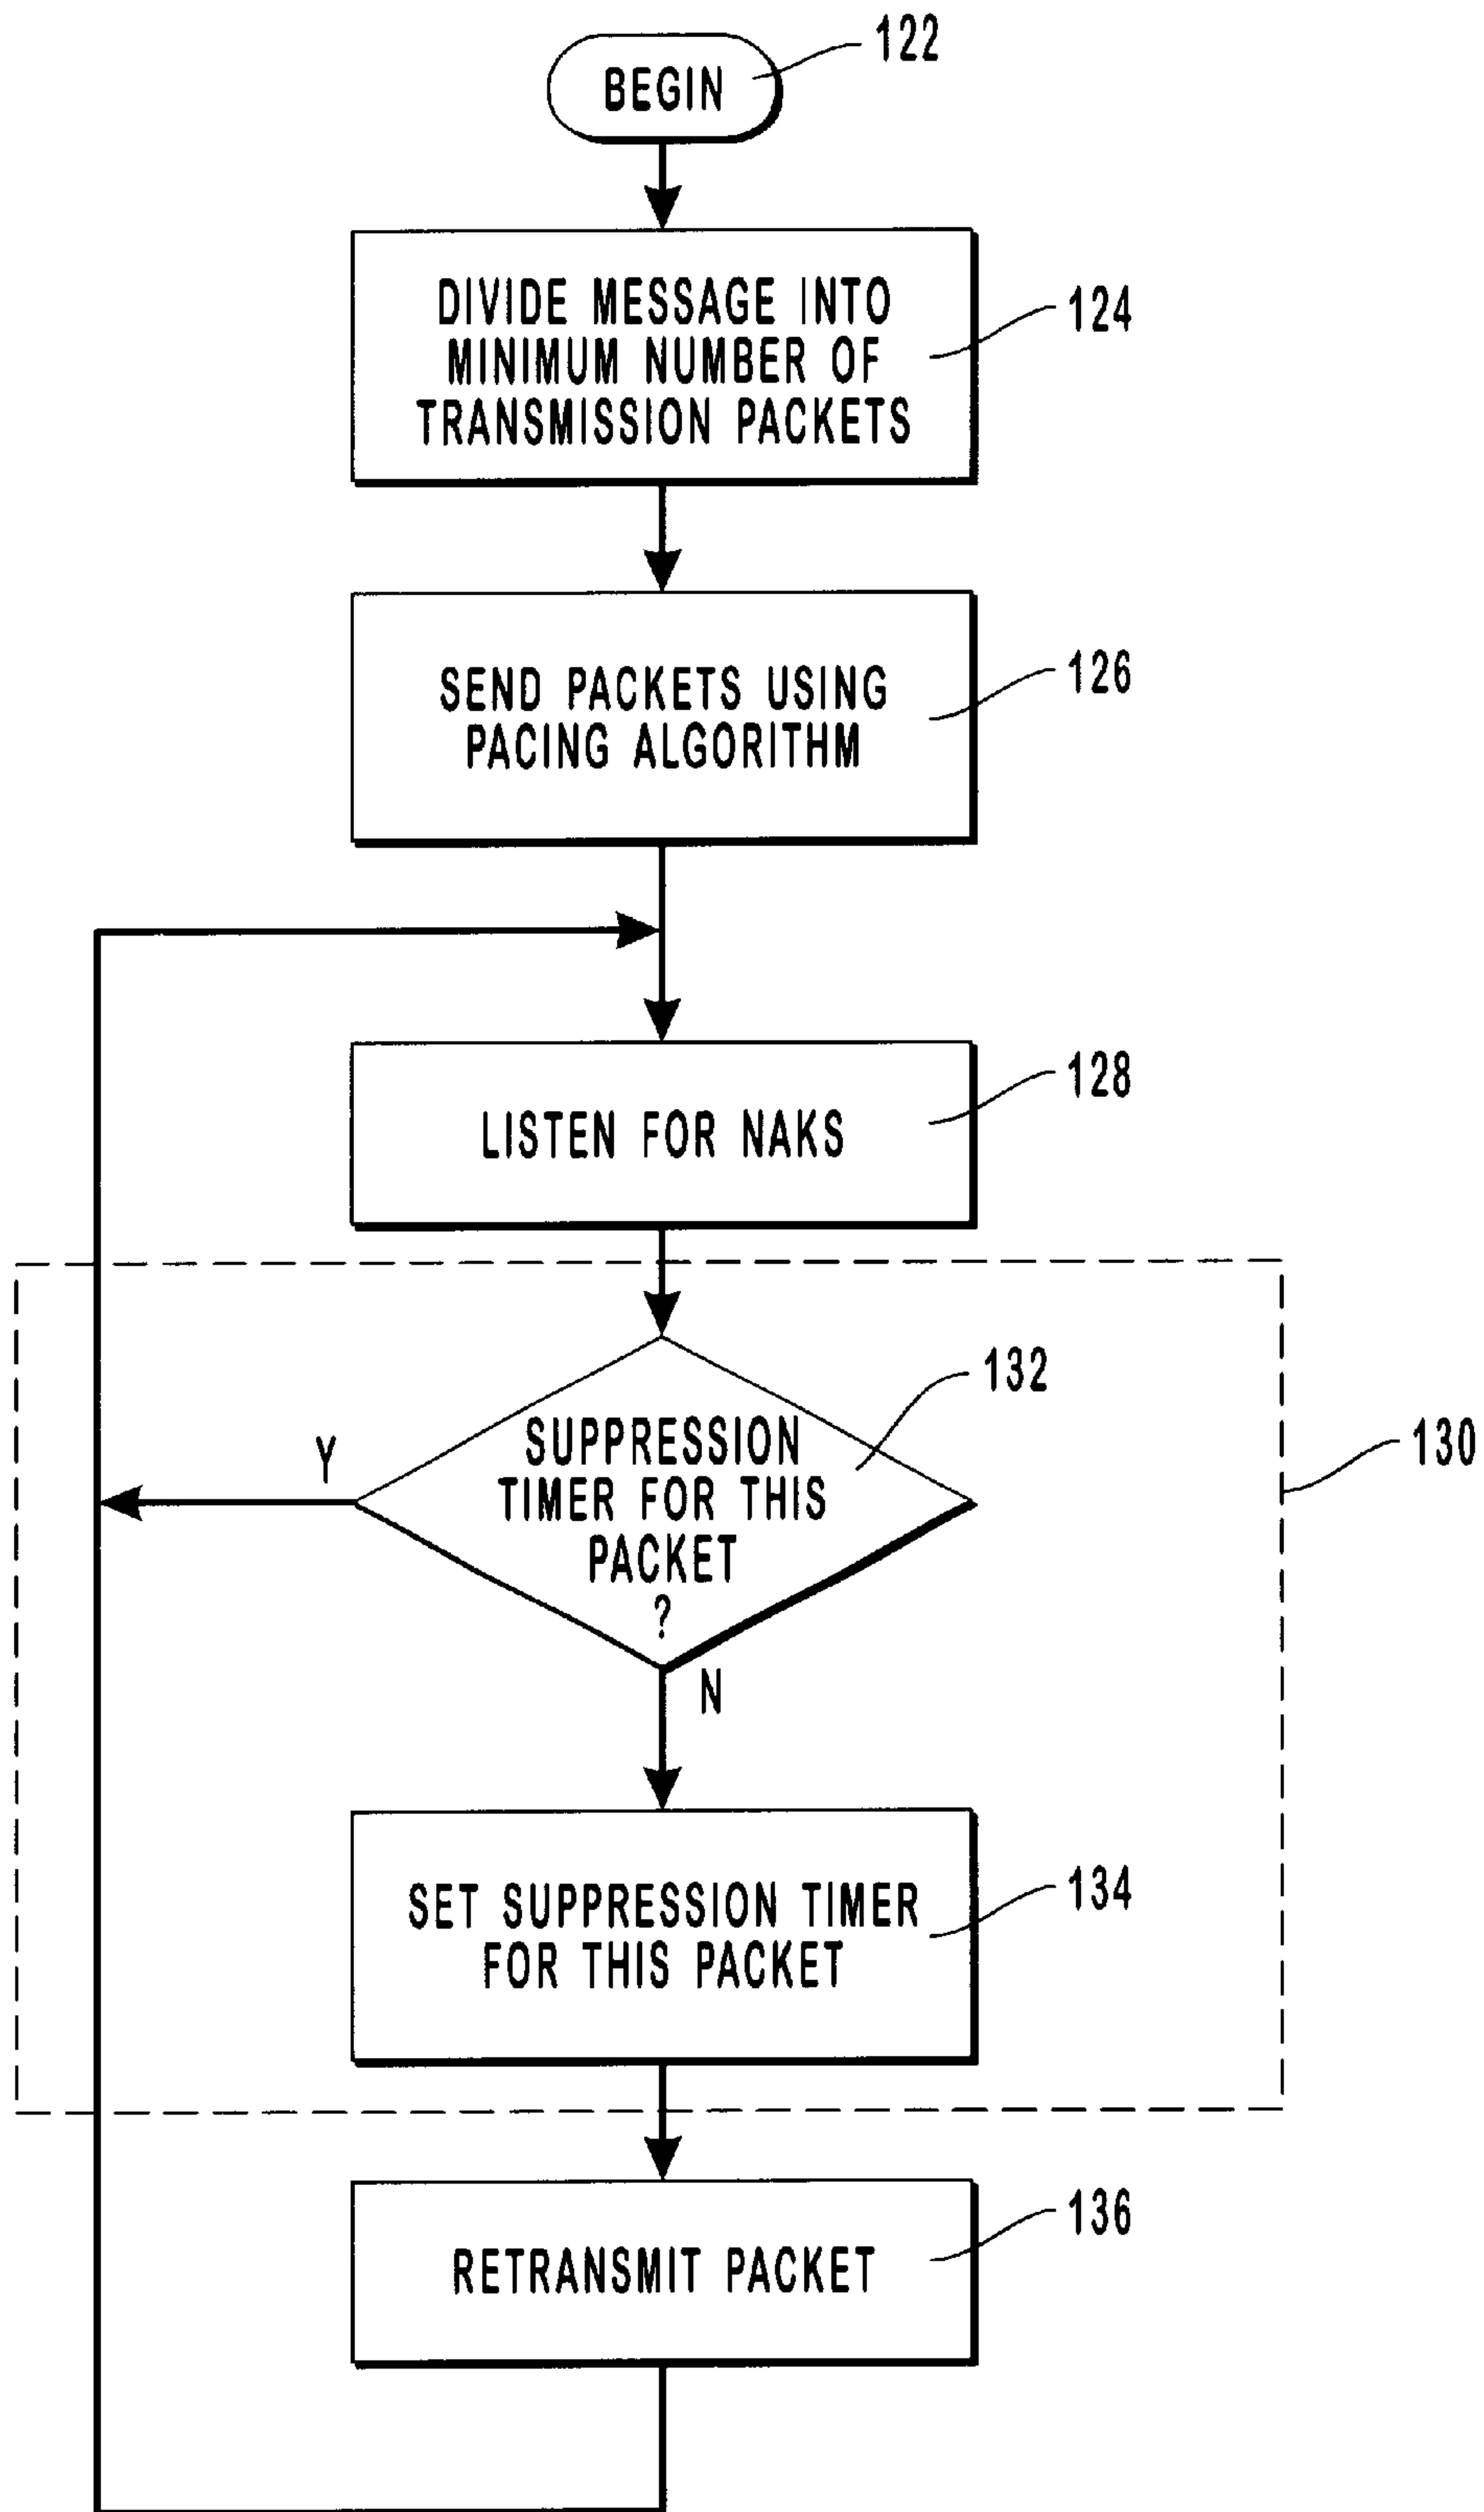 BEGIN
122
DIVIDE MESSAGE INTO
MINIMUM NUMBER OF
TRANSMISSION PACKETS
124
SEND PACKETS USING
PACING ALGORITHM
126
LISTEN FOR NAKS
128
132
SUPPRESSION
TIMER FOR THIS
PACKET
?
Y
130
N
SET SUPPRESSION TIMER
FOR THIS PACKET
134
RETRANSMIT PACKET
136